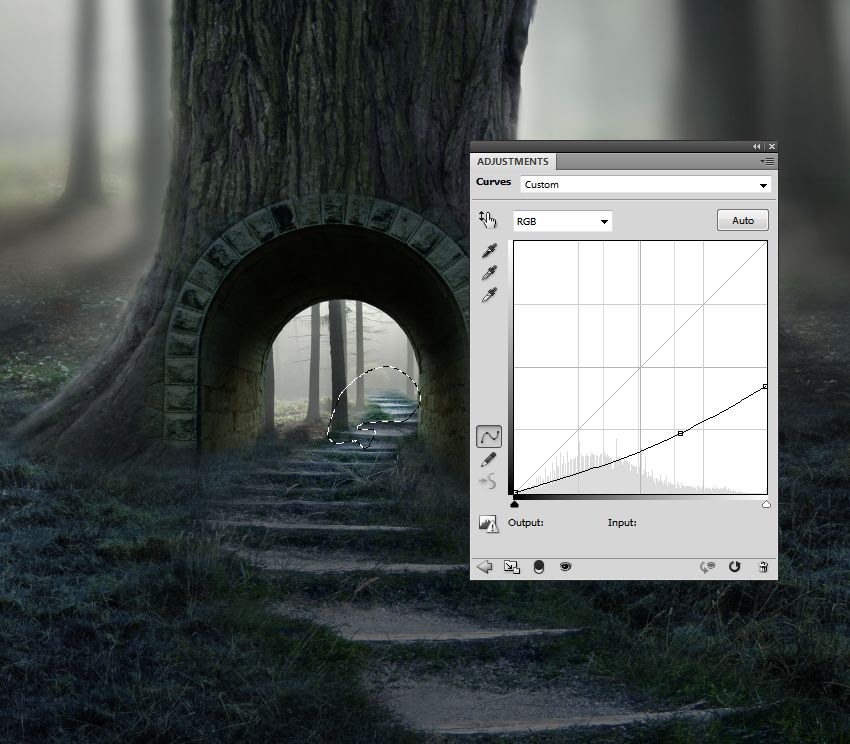 ADJUSTMENTS
Curves Custom
RGB Auto
Output: Input: